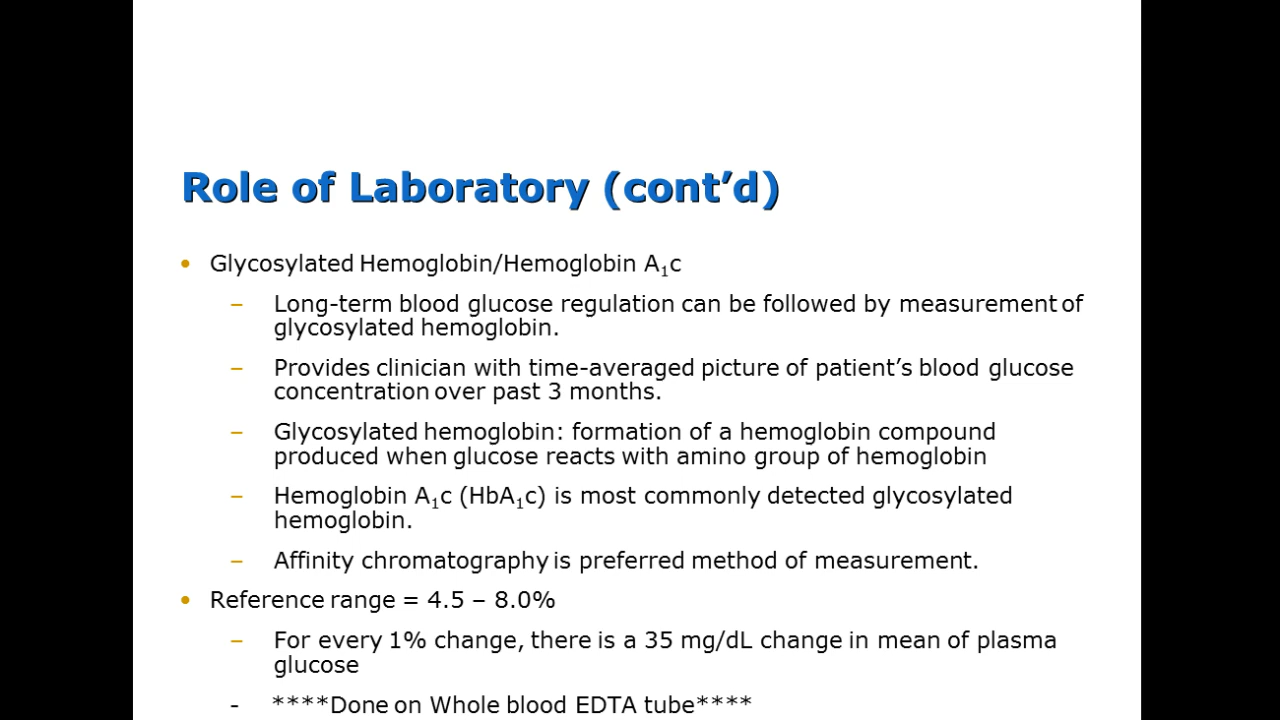 Role of Laboratory (cont’d)
• Glycosylated Hemoglobin/Hemoglobin A₁c
– Long-term blood glucose regulation can be followed by measurement of
glycosylated hemoglobin.
– Provides clinician with time-averaged picture of patient’s blood glucose
concentration over past 3 months.
– Glycosylated hemoglobin: formation of a hemoglobin compound
produced when glucose reacts with amino group of hemoglobin
– Hemoglobin A₁c (HbA₁c) is most commonly detected glycosylated
hemoglobin.
– Affinity chromatography is preferred method of measurement.
• Reference range = 4.5 – 8.0%
– For every 1% change, there is a 35 mg/dL change in mean of plasma
glucose
- ****Done on Whole blood EDTA tube****